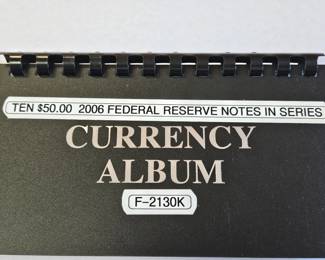 TEN $50.00 2006 FEDERAL RESERVE NOTES IN SERIES
CURRENCY
ALBUM
F-2130K